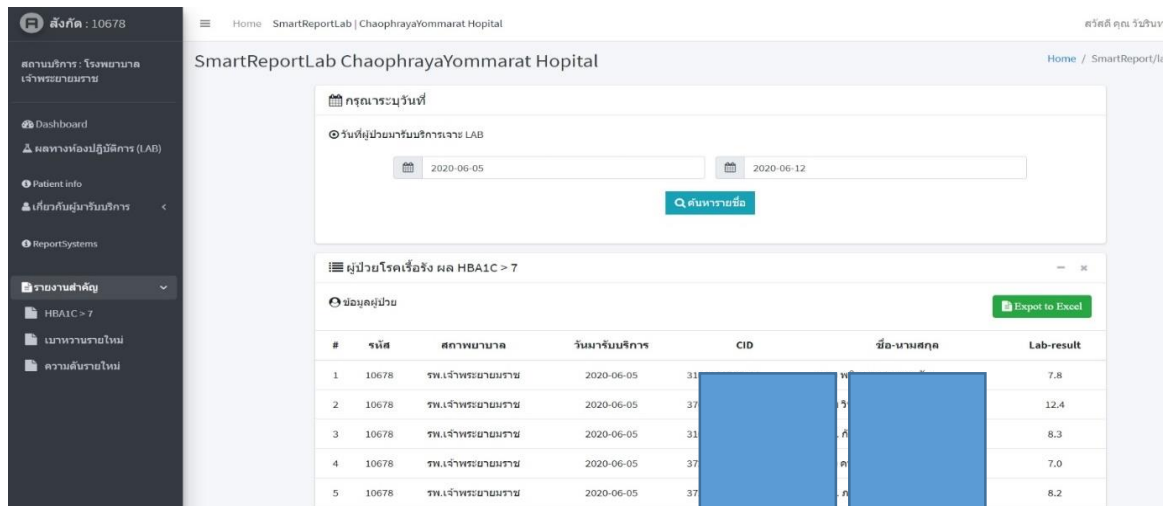 สังกัด : 10678
Home SmartReportLab | ChaophrayaYommarat Hopital
สวัสดี คุณ
สถานบริการ : โรงพยาบาล
เจ้าพระยายมราช
SmartReportLab ChaophrayaYommarat Hopital
Home / SmartReport/la
Dashboard
ผลทางห้องปฏิบัติการ (LAB)
Patient info
เกี่ยวกับผู้มารับบริการ
ReportSystems
รายงานสำคัญ
HBA1C > 7
เบาหวานรายใหม่
ความดันรายใหม่
กรุณาระบุวันที่
วันที่ผู้ป่วยมารับบริการเจาะ LAB
2020-06-05 2020-06-12
ค้นหารายชื่อ
ผู้ป่วยโรคเรื้อรัง ผล HBA1C > 7
ข้อมูลผู้ป่วย
Expot to Excel
# รหัส สภาพยาบาล วันมารับบริการ CID ชื่อ-นามสกุล Lab-result
1 10678 รพ.เจ้าพระยายมราช 2020-06-05 31 7.8
2 10678 รพ.เจ้าพระยายมราช 2020-06-05 37 12.4
3 10678 รพ.เจ้าพระยายมราช 2020-06-05 31 8.3
4 10678 รพ.เจ้าพระยายมราช 2020-06-05 37 7.0
5 10678 รพ.เจ้าพระยายมราช 2020-06-05 37 8.2